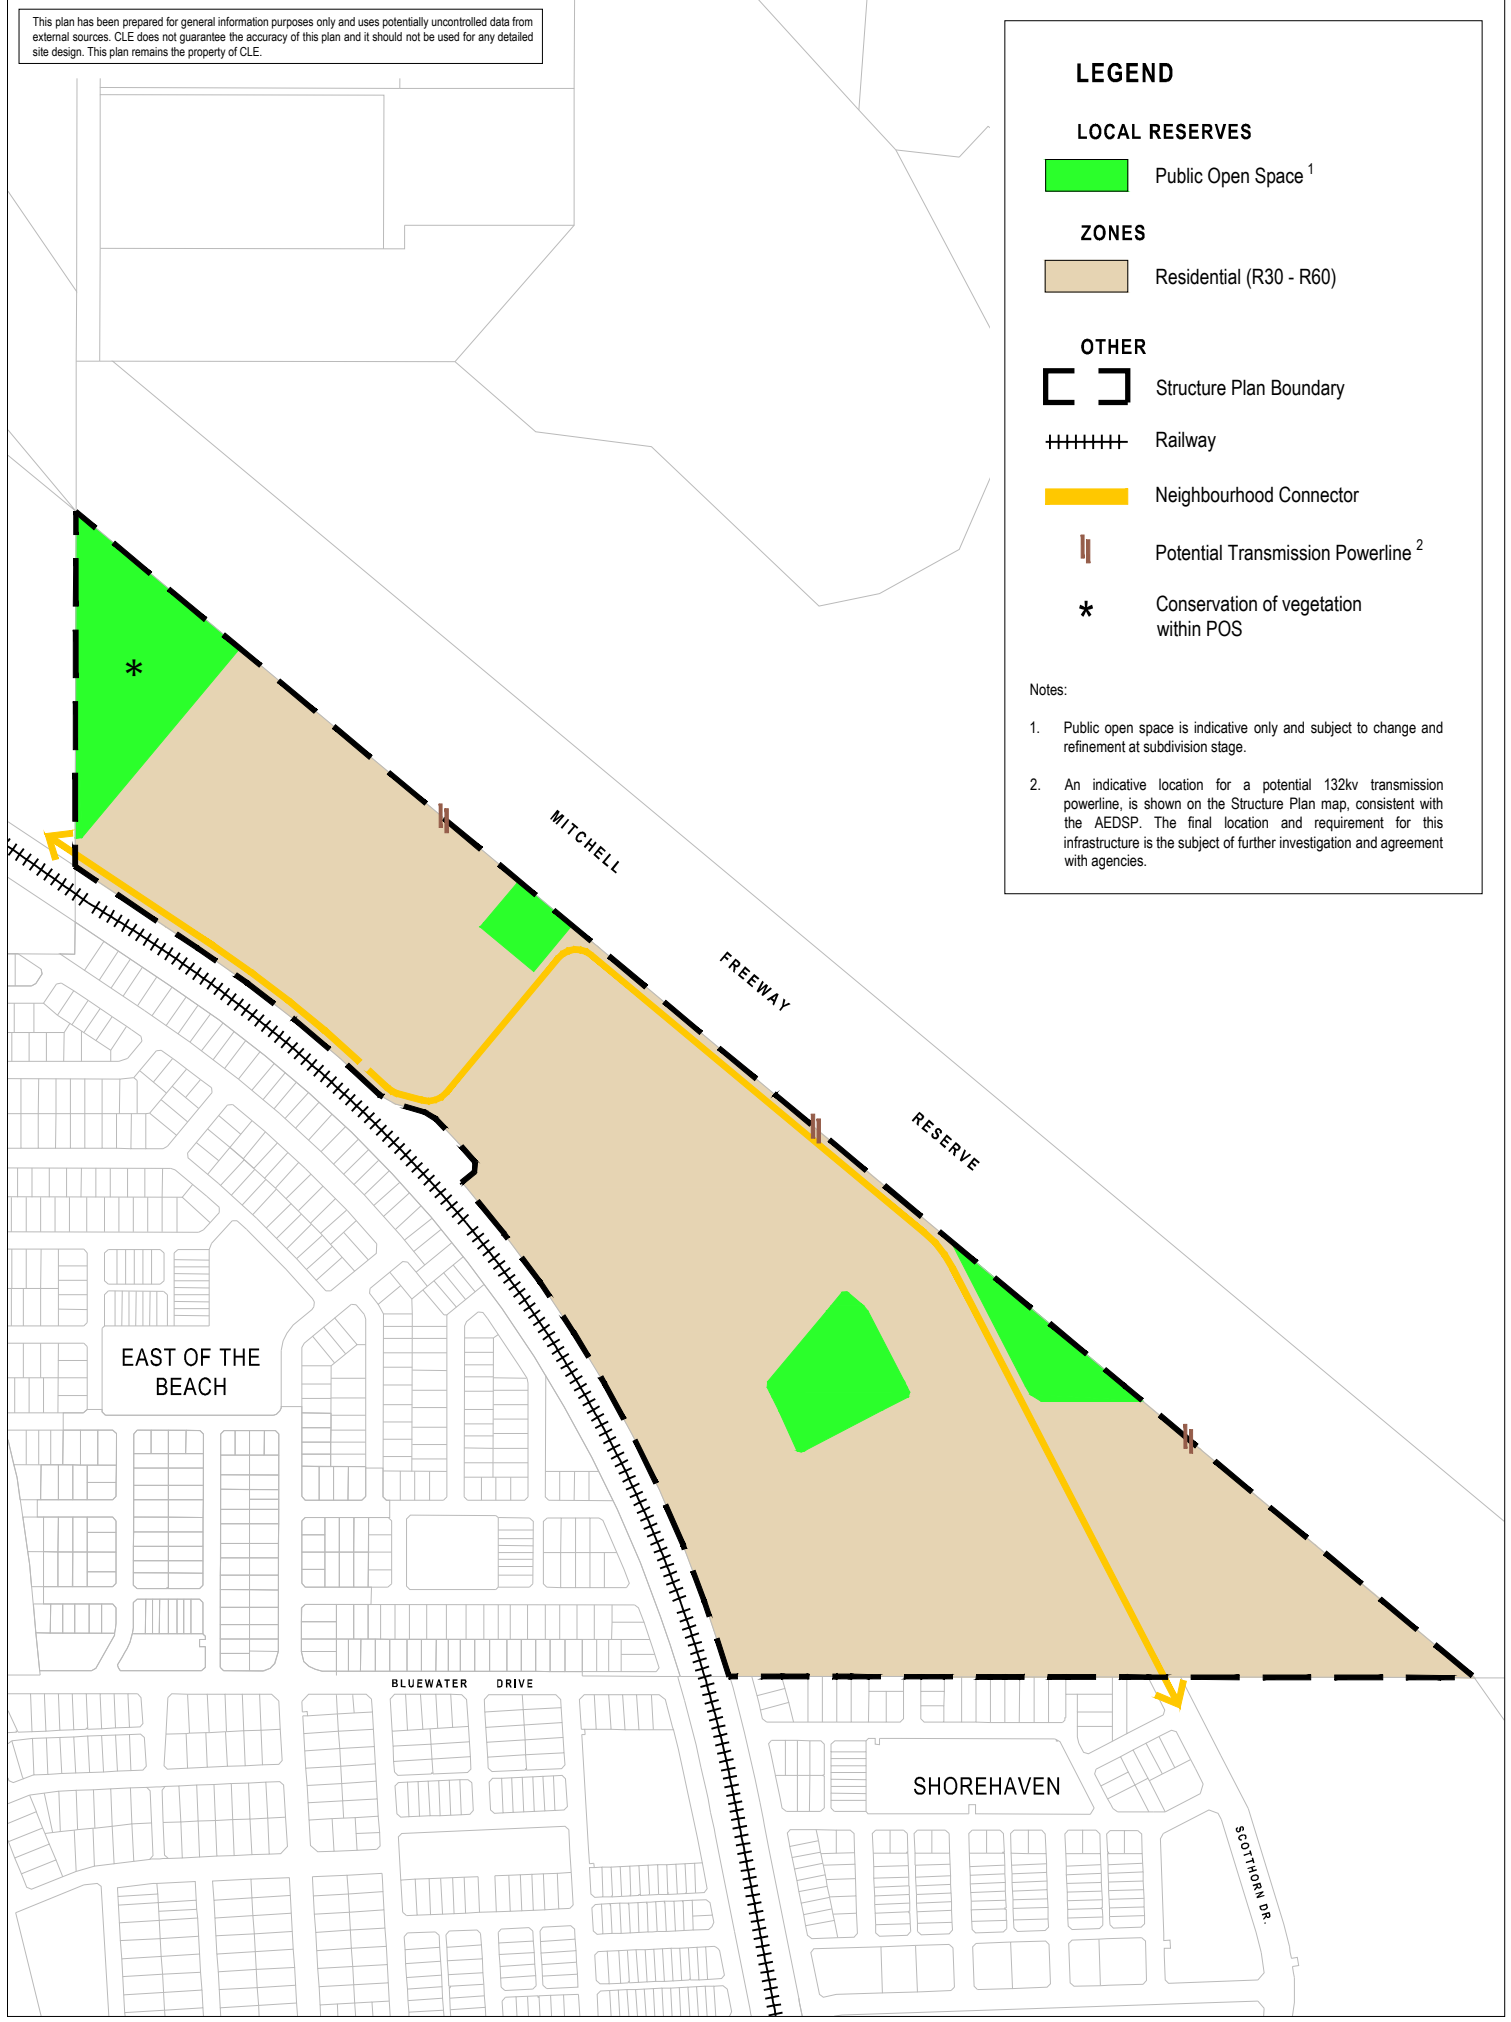 This plan has been prepared for general information purposes only and uses potentially uncontrolled data from
external sources. CLE does not guarantee the accuracy of this plan and it should not be used for any detailed
site design. This plan remains the property of CLE.
LEGEND
LOCAL RESERVES
Public Open Space 1
ZONES
Residential (R30 - R60)
OTHER
Structure Plan Boundary
Railway
Neighbourhood Connector
Potential Transmission Powerline 2
* Conservation of vegetation
within POS
Notes:
1. Public open space is indicative only and subject to change and
refinement at subdivision stage.
2. An indicative location for a potential 132kv transmission
powerline, is shown on the Structure Plan map, consistent with
the AEDSP. The final location and requirement for this
infrastructure is the subject of further investigation and agreement
with agencies.
*
MITCHELL
FREEWAY
RESERVE
EAST OF THE
BEACH
BLUEWATER DRIVE
SHOREHAVEN
SCOTTHORN DR.